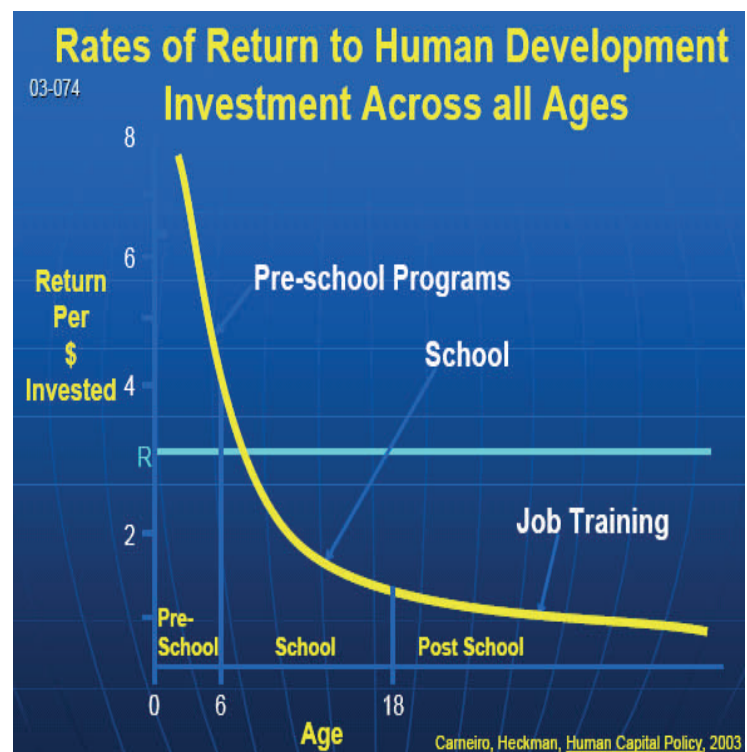 Rates of Return to Human Development
Investment Across all Ages
03-074
8
6
Return
Per
$
Invested
4
R
2
Pre-school Programs
School
Job Training
Pre-
School
School
Post School
0
6
18
Age
Carneiro, Heckman, Human Capital Policy, 2003